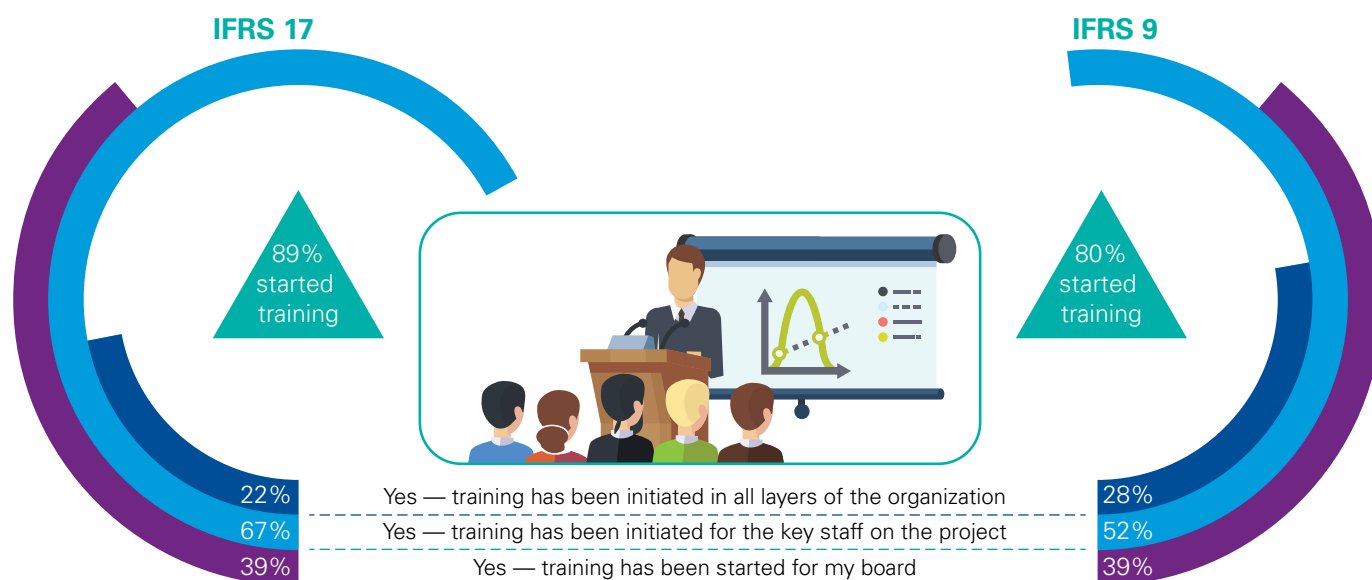 IFRS 17
IFRS 9
89%
started
training
80%
started
training
22% Yes — training has been initiated in all layers of the organization 28%
67% Yes — training has been initiated for the key staff on the project 52%
39% Yes — training has been started for my board 39%